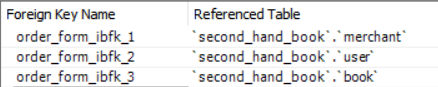 Foreign Key Name Referenced Table
order_form_ibfk_1 `second_hand_book`.`merchant`
order_form_ibfk_2 `second_hand_book`.`user`
order_form_ibfk_3 `second_hand_book`.`book`